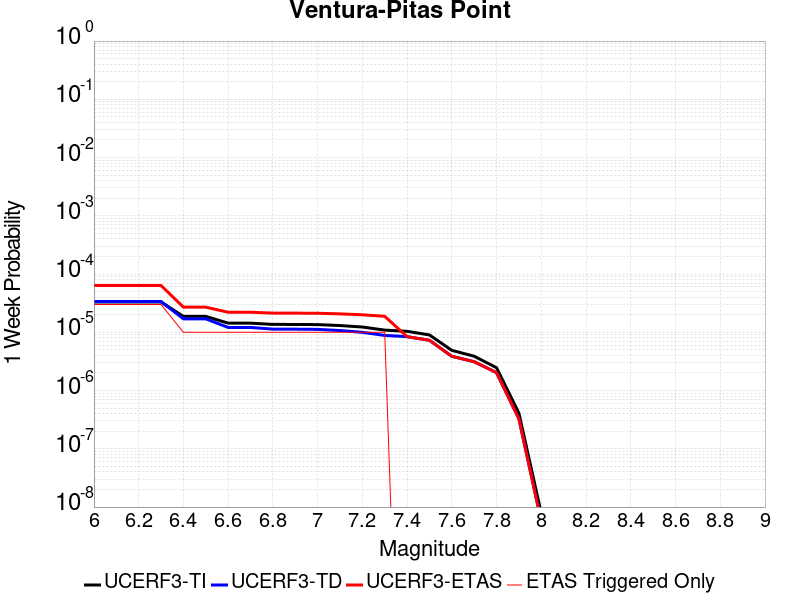 Ventura-Pitas Point
10^0
10^-1
10^-2
10^-3
10^-4
10^-5
10^-6
10^-7
10^-8
1 Week Probability
6 6.2 6.4 6.6 6.8 7 7.2 7.4 7.6 7.8 8 8.2 8.4 8.6 8.8 9
Magnitude
UCERF3-TI UCERF3-TD UCERF3-ETAS ETAS Triggered Only